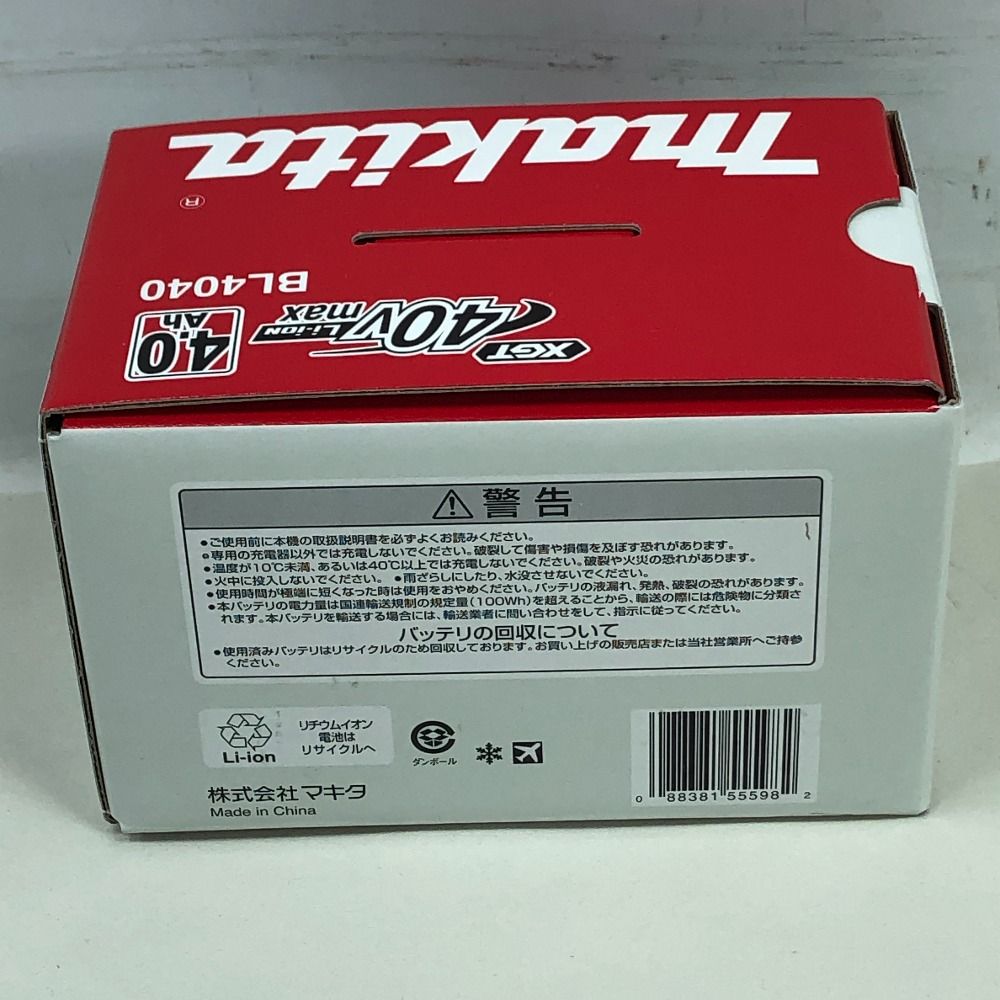 Makita
®
BL4040
XGT
40Vmax
Li-ion
4.0
Ah
⚠警告
●ご使用前に本機の取扱説明書を必ずよくお読みください。
●専用の充電器以外では充電しないでください。破裂して傷害や損傷を及ぼす恐れがあります。
●温度が10℃未満、あるいは40℃以上では充電しないでください。破裂や火災の恐れがあります。
●火中に投入しないでください。 ●雨ざらしにしたり、水没させないでください。
●使用時間が極端に短くなった時は使用をおやめください。バッテリの液漏れ、発熱、破裂の恐れがあります。
●本バッテリの電力量は国連輸送規制の規定量(100Wh)を超えることから、輸送の際には危険物に分類さ
れます。本バッテリを輸送する場合には、輸送業者に問い合わせをして、指示に従ってください。
バッテリの回収について
●使用済みバッテリはリサイクルのため回収しております。お買い上げの販売店または当社営業所へご持参
ください。
Li-ion
リチウムイオン
電池は
リサイクルへ
ダンボール
株式会社マキタ
Made in China
0 88381 55598 2